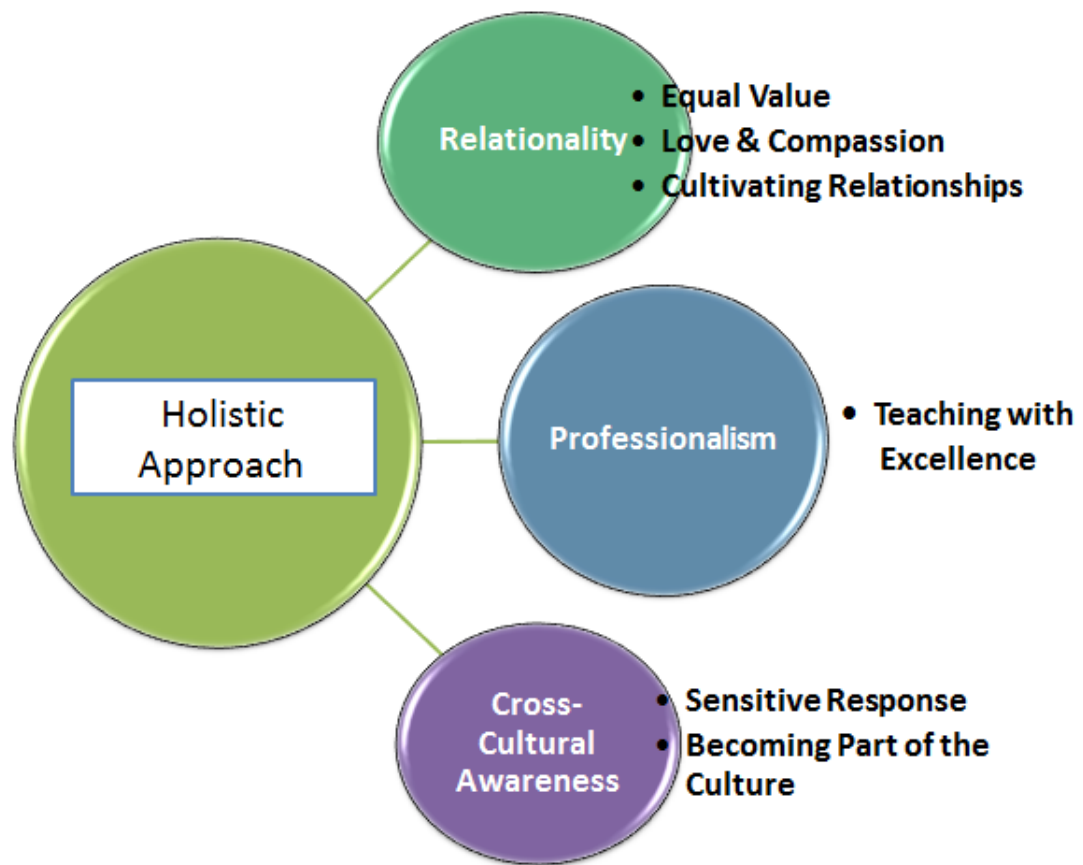 Relationality
• Equal Value
• Love & Compassion
• Cultivating Relationships
Holistic
Approach
Professionalism
• Teaching with
Excellence
Cross-
Cultural
Awareness
• Sensitive Response
• Becoming Part of the
Culture